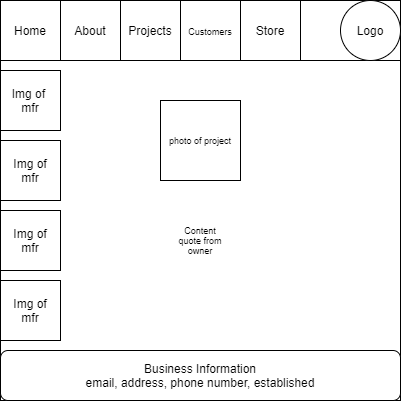 Home
About
Projects
Customers
Store
Logo
Img of
mfr
Img of
mfr
Img of
mfr
Img of
mfr
photo of project
Content
quote from
owner
Business Information
email, address, phone number, established